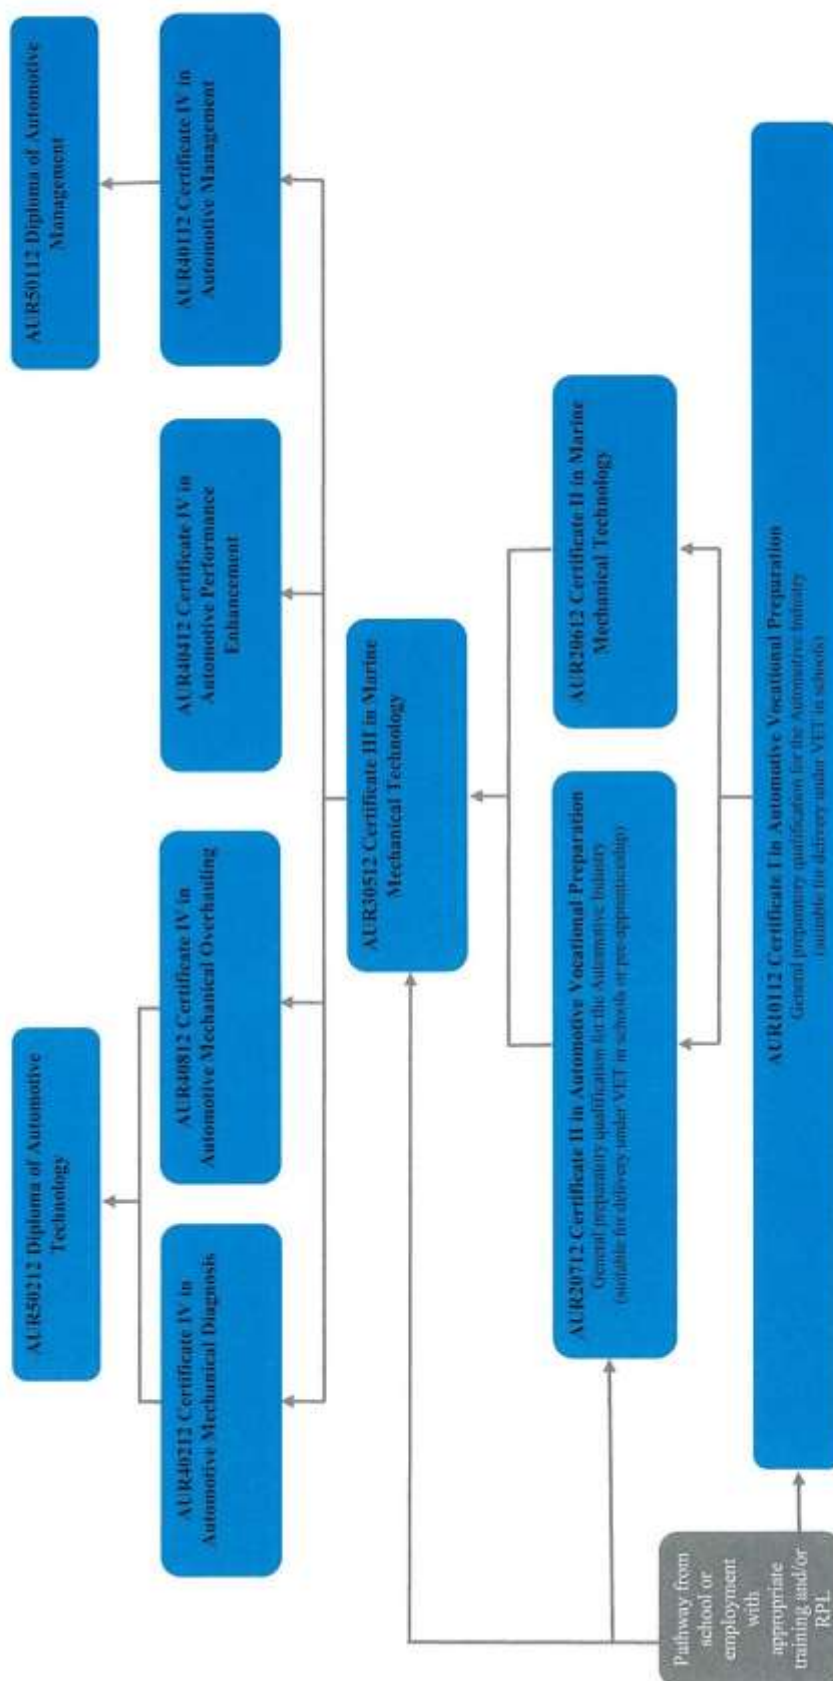 AUR50212 Diploma of Automotive
Technology
AUR50112 Diploma of Automotive
Management
AUR40212 Certificate IV in
Automotive Mechanical Diagnosis
AUR40812 Certificate IV in
Automotive Mechanical Overhauling
AUR40412 Certificate IV in
Automotive Performance
Enhancement
AUR40112 Certificate IV in
Automotive Management
AUR30512 Certificate III in Marine
Mechanical Technology
AUR20712 Certificate II in Automotive Vocational Preparation
General preparatory qualification for the Automotive Industry
(suitable for delivery under VET in schools or pre-apprenticeship)
AUR20612 Certificate II in Marine
Mechanical Technology
Pathway from
school or
employment
with
appropriate
training and/or
RPL
AUR10112 Certificate I in Automotive Vocational Preparation
General preparatory qualification for the Automotive Industry
(suitable for delivery under VET in schools)